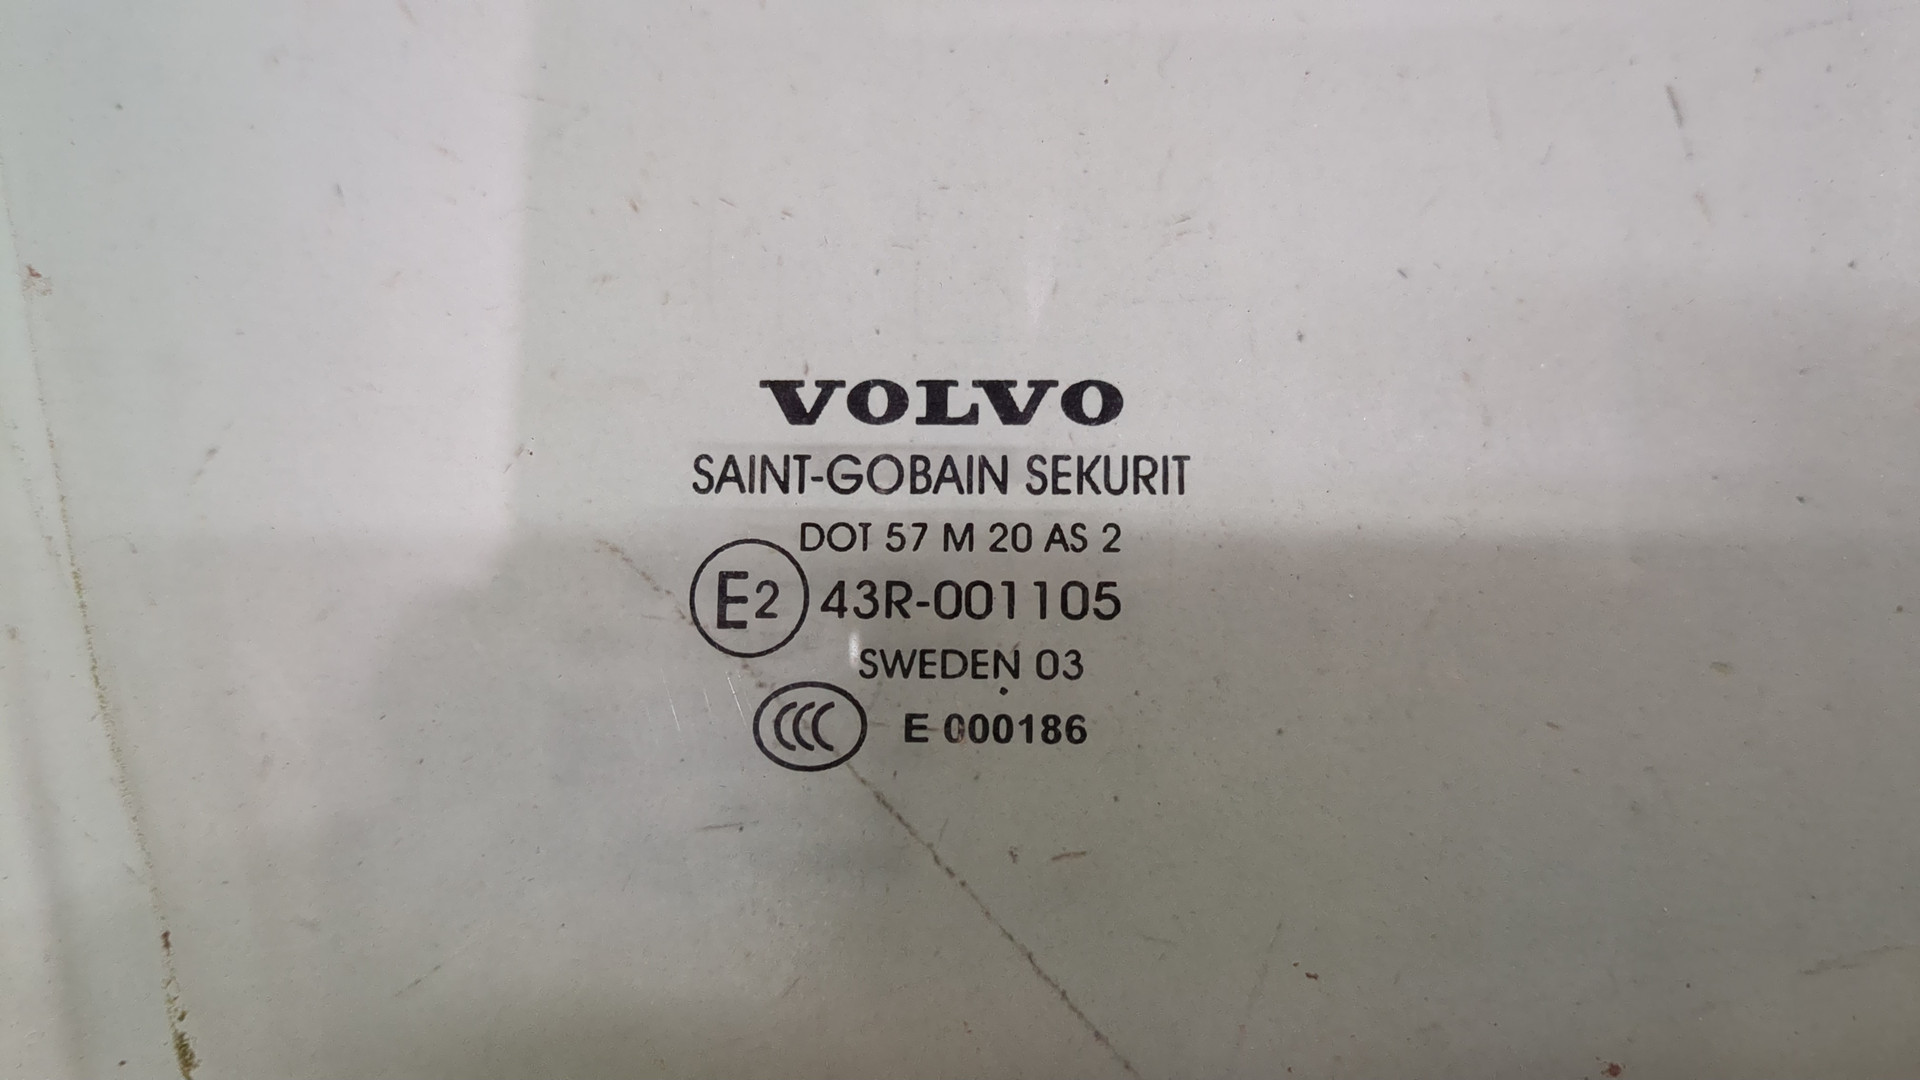 VOLVO
SAINT-GOBAIN SEKURIT
DOT 57 M 20 AS 2
E2 43R-001105
SWEDEN 03
CCC E 000186